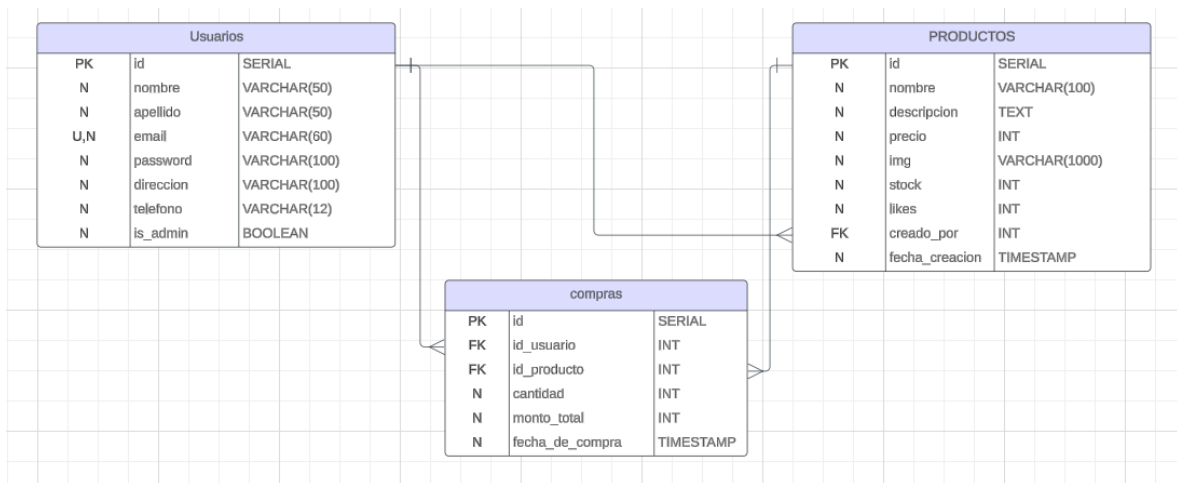 Usuarios
PK id SERIAL
N nombre VARCHAR(50)
N apellido VARCHAR(50)
U,N email VARCHAR(60)
N password VARCHAR(100)
N direccion VARCHAR(100)
N telefono VARCHAR(12)
N is_admin BOOLEAN
PRODUCTOS
PK id SERIAL
N nombre VARCHAR(100)
N descripcion TEXT
N precio INT
N img VARCHAR(1000)
N stock INT
N likes INT
FK creado_por INT
N fecha_creacion TIMESTAMP
compras
PK id SERIAL
FK id_usuario INT
FK id_producto INT
N cantidad INT
N monto_total INT
N fecha_de_compra TIMESTAMP